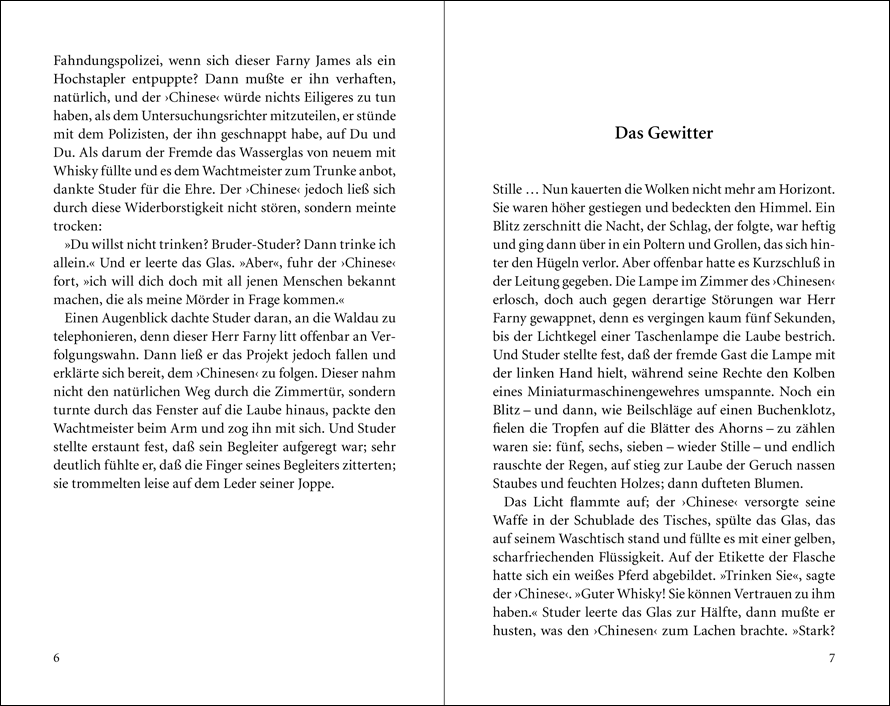 Fahndungspolizei, wenn sich dieser Farny James als ein
Hochstapler entpuppte? Dann mußte er ihn verhaften,
natürlich, und der ›Chinese‹ würde nichts Eiligeres zu tun
haben, als dem Untersuchungsrichter mitzuteilen, er stünde
mit dem Polizisten, der ihn geschnappt habe, auf Du und
Du. Als darum der Fremde das Wasserglas von neuem mit
Whisky füllte und es dem Wachtmeister zum Trunke anbot,
dankte Studer für die Ehre. Der ›Chinese‹ jedoch ließ sich
durch diese Widerborstigkeit nicht stören, sondern meinte
trocken:
»Du willst nicht trinken? Bruder-Studer? Dann trinke ich
allein.« Und er leerte das Glas. »Aber«, fuhr der ›Chinese‹
fort, »ich will dich doch mit all jenen Menschen bekannt
machen, die als meine Mörder in Frage kommen.«
Einen Augenblick dachte Studer daran, an die Waldau zu
telephonieren, denn dieser Herr Farny litt offenbar an Ver-
folgungswahn. Dann ließ er das Projekt jedoch fallen und
erklärte sich bereit, dem ›Chinesen‹ zu folgen. Dieser nahm
nicht den natürlichen Weg durch die Zimmertür, sondern
turnte durch das Fenster auf die Laube hinaus, packte den
Wachtmeister beim Arm und zog ihn mit sich. Und Studer
stellte erstaunt fest, daß sein Begleiter aufgeregt war; sehr
deutlich fühlte er, daß die Finger seines Begleiters zitterten;
sie trommelten leise auf dem Leder seiner Joppe.
6
Das Gewitter
Stille … Nun kauerten die Wolken nicht mehr am Horizont.
Sie waren höher gestiegen und bedeckten den Himmel. Ein
Blitz zerschnitt die Nacht, der Schlag, der folgte, war heftig
und ging dann über in ein Poltern und Grollen, das sich hin-
ter den Hügeln verlor. Aber offenbar hatte es Kurzschluß in
der Leitung gegeben. Die Lampe im Zimmer des ›Chinesen‹
erlosch, doch auch gegen derartige Störungen war Herr
Farny gewappnet, denn es vergingen kaum fünf Sekunden,
bis der Lichtkegel einer Taschenlampe die Laube bestrich.
Und Studer stellte fest, daß der fremde Gast die Lampe mit
der linken Hand hielt, während seine Rechte den Kolben
eines Miniaturmaschinengewehres umspannte. Noch ein
Blitz – und dann, wie Beilschläge auf einen Buchenklotz,
fielen die Tropfen auf die Blätter des Ahorns – zu zählen
waren sie: fünf, sechs, sieben – wieder Stille – und endlich
rauschte der Regen, auf stieg zur Laube der Geruch nassen
Staubes und feuchten Holzes; dann dufteten Blumen.
Das Licht flammte auf; der ›Chinese‹ versorgte seine
Waffe in der Schublade des Tisches, spülte das Glas, das
auf seinem Waschtisch stand und füllte es mit einer gelben,
scharfriechenden Flüssigkeit. Auf der Etikette der Flasche
hatte sich ein weißes Pferd abgebildet. »Trinken Sie«, sagte
der ›Chinese‹. »Guter Whisky! Sie können Vertrauen zu ihm
haben.« Studer leerte das Glas zur Hälfte, dann mußte er
husten, was den ›Chinesen‹ zum Lachen brachte. »Stark?
7